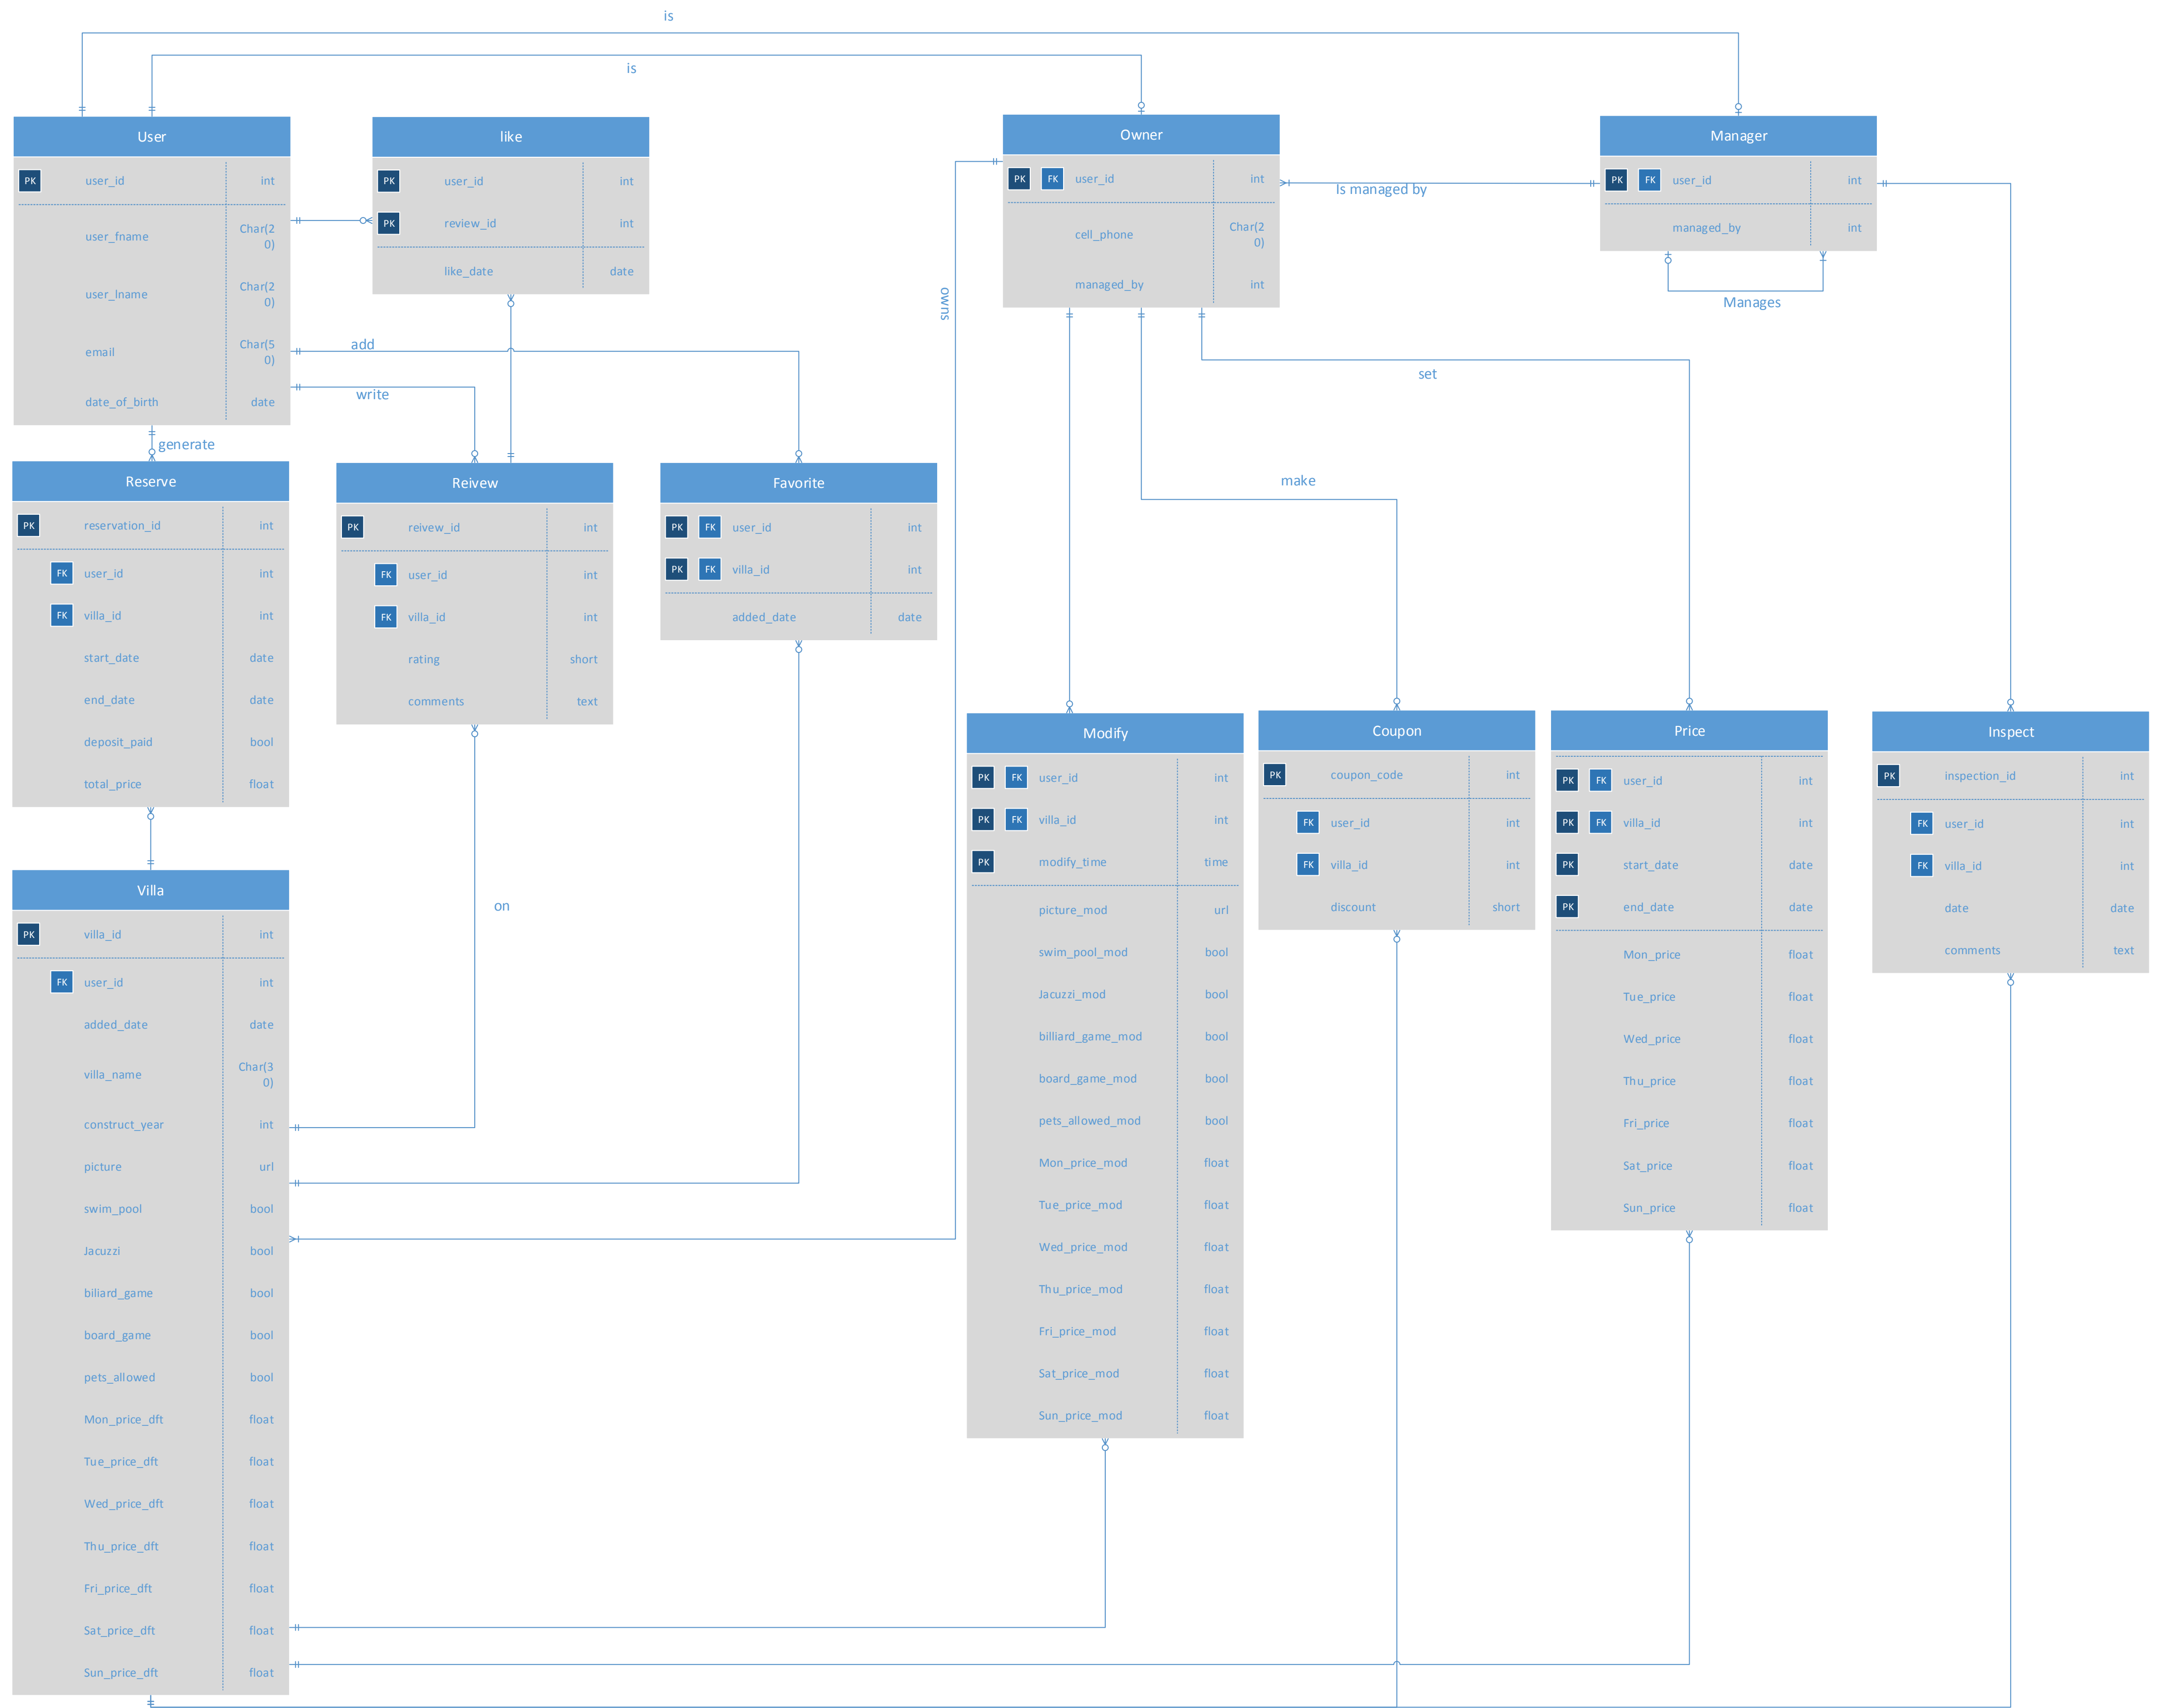 is
is
User
PK user_id int
user_fname Char(2
0)
user_lname Char(2
0)
email Char(5
0)
date_of_birth date
like
PK user_id int
PK review_id int
like_date date
Owner
PK FK user_id int
cell_phone Char(2
0)
managed_by int
Is managed by
Manager
PK FK user_id int
managed_by int
Manages
owns
add
write
generate
set
make
Reserve
PK reservation_id int
FK user_id int
FK villa_id int
start_date date
end_date date
deposit_paid bool
total_price float
Reivew
PK reivew_id int
FK user_id int
FK villa_id int
rating short
comments text
Favorite
PK FK user_id int
PK FK villa_id int
added_date date
on
Villa
PK villa_id int
FK user_id int
added_date date
villa_name Char(3
0)
construct_year int
picture url
swim_pool bool
Jacuzzi bool
biliard_game bool
board_game bool
pets_allowed bool
Mon_price_dft float
Tue_price_dft float
Wed_price_dft float
Thu_price_dft float
Fri_price_dft float
Sat_price_dft float
Sun_price_dft float
Modify
PK FK user_id int
PK FK villa_id int
PK modify_time time
picture_mod url
swim_pool_mod bool
Jacuzzi_mod bool
billiard_game_mod bool
board_game_mod bool
pets_allowed_mod bool
Mon_price_mod float
Tue_price_mod float
Wed_price_mod float
Thu_price_mod float
Fri_price_mod float
Sat_price_mod float
Sun_price_mod float
Coupon
PK coupon_code int
FK user_id int
FK villa_id int
discount short
Price
PK FK user_id int
PK FK villa_id int
PK start_date date
PK end_date date
Mon_price float
Tue_price float
Wed_price float
Thu_price float
Fri_price float
Sat_price float
Sun_price float
Inspect
PK inspection_id int
FK user_id int
FK villa_id int
date date
comments text